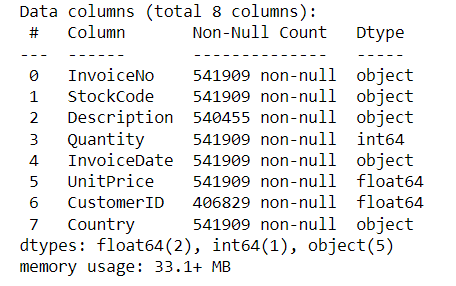 Data columns (total 8 columns):
 #   Column       Non-Null Count   Dtype
---  ------       --------------   -----
 0   InvoiceNo    541909 non-null  object
 1   StockCode    541909 non-null  object
 2   Description  540455 non-null  object
 3   Quantity     541909 non-null  int64
 4   InvoiceDate  541909 non-null  object
 5   UnitPrice    541909 non-null  float64
 6   CustomerID   406829 non-null  float64
 7   Country      541909 non-null  object
dtypes: float64(2), int64(1), object(5)
memory usage: 33.1+ MB